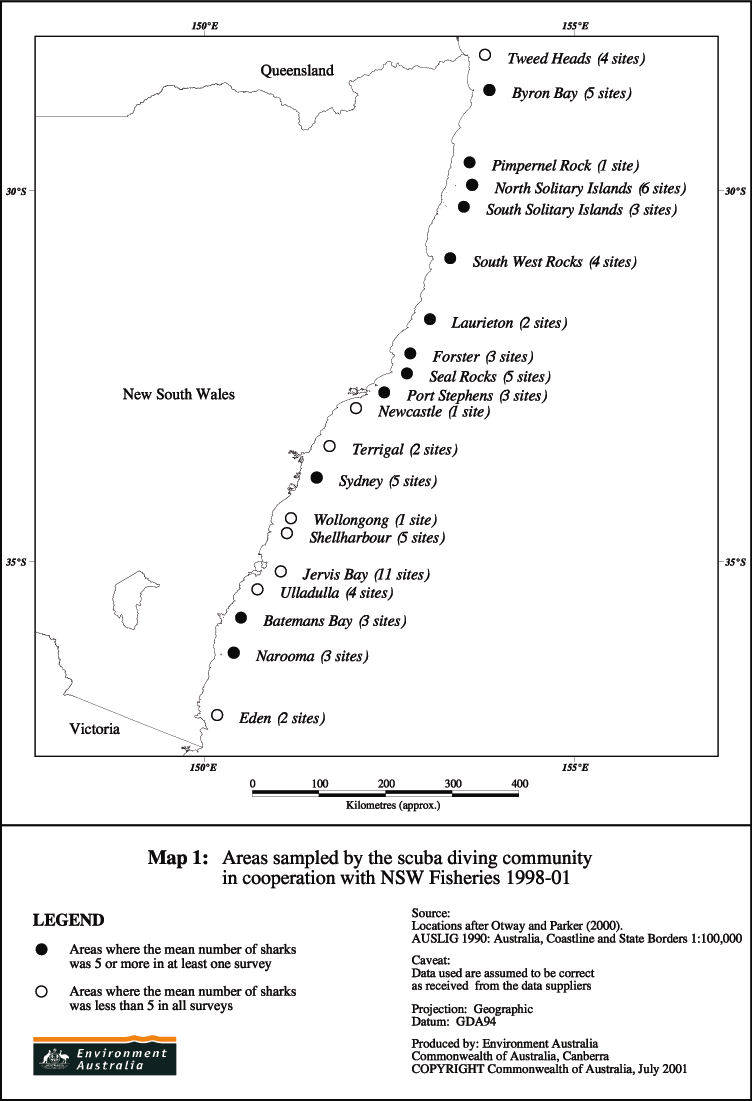 150°E
155°E
Queensland
Tweed Heads (4 sites)
Byron Bay (5 sites)
Pimpernel Rock (1 site)
30°S
North Solitary Islands (6 sites)
30°S
South Solitary Islands (3 sites)
South West Rocks (4 sites)
Laurieton (2 sites)
Forster (3 sites)
Seal Rocks (5 sites)
New South Wales
Port Stephens (3 sites)
Newcastle (1 site)
Terrigal (2 sites)
Sydney (5 sites)
Wollongong (1 site)
Shellharbour (5 sites)
35°S
35°S
Jervis Bay (11 sites)
Ulladulla (4 sites)
Batemans Bay (3 sites)
Narooma (3 sites)
Eden (2 sites)
Victoria
150°E
155°E
0 100 200 300 400
Kilometres (approx.)
Map 1: Areas sampled by the scuba diving community
in cooperation with NSW Fisheries 1998-01
LEGEND
Areas where the mean number of sharks
was 5 or more in at least one survey
Areas where the mean number of sharks
was less than 5 in all surveys
Environment
Australia
Source:
Locations after Otway and Parker (2000).
AUSLIG 1990: Australia, Coastline and State Borders 1:100,000
Caveat:
Data used are assumed to be correct
as received from the data suppliers
Projection: Geographic
Datum: GDA94
Produced by: Environment Australia
Commonwealth of Australia, Canberra
COPYRIGHT Commonwealth of Australia, July 2001